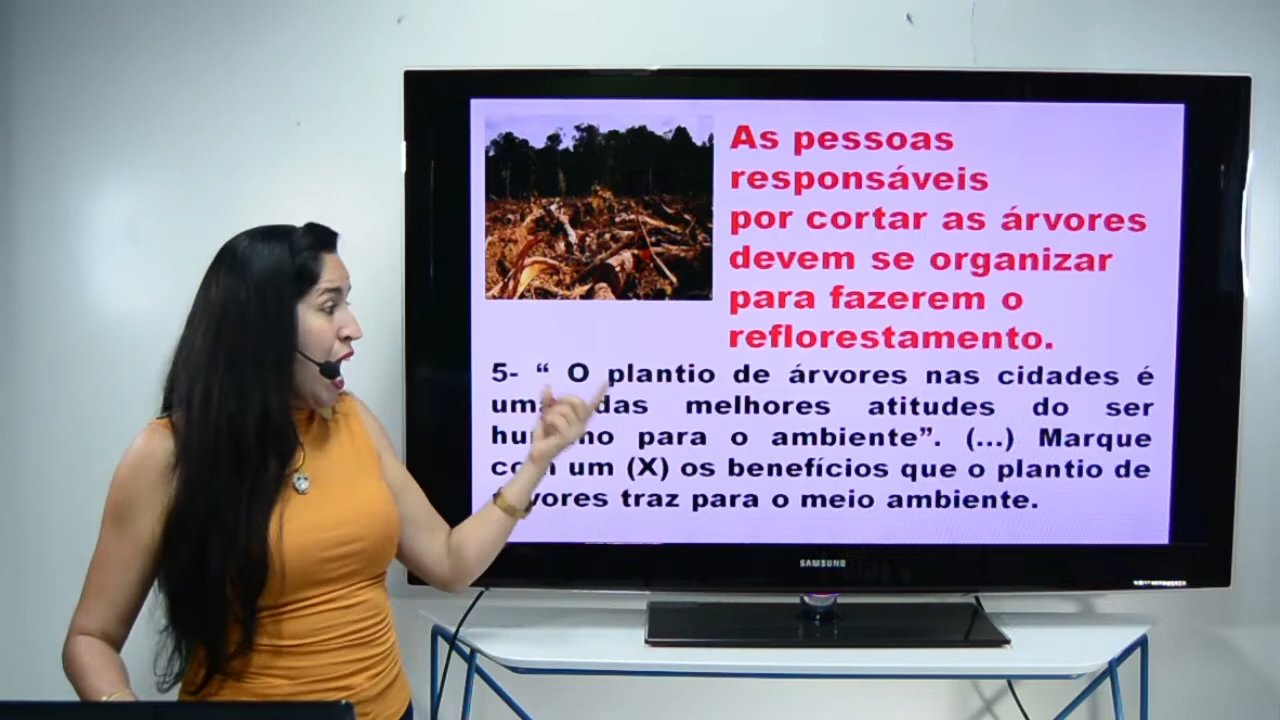 As pessoas
responsáveis
por cortar as árvores
devem se organizar
para fazerem o
reflorestamento.
5- “ O plantio de árvores nas cidades é
uma das melhores atitudes do ser
humano para o ambiente”. (...) Marque
com um (X) os benefícios que o plantio de
árvores traz para o meio ambiente.
SAMSUNG